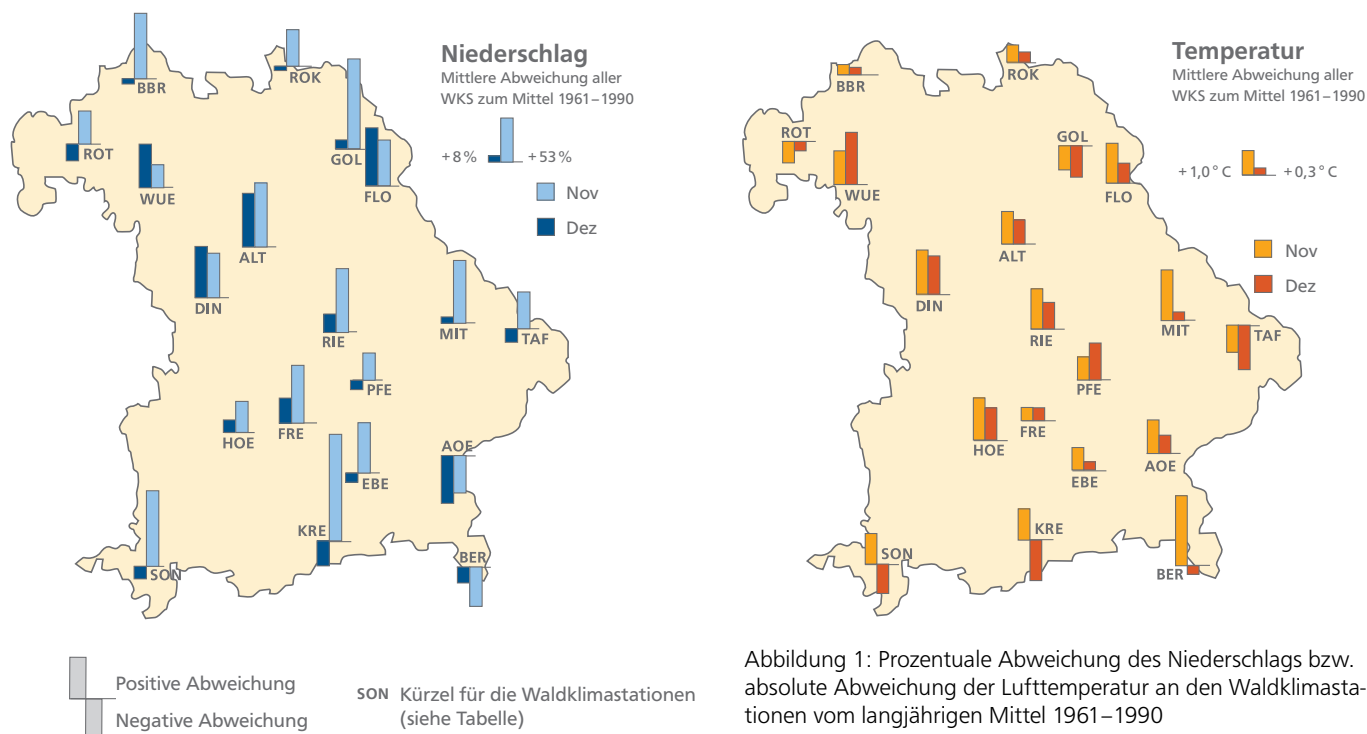 Niederschlag
Mittlere Abweichung aller
WKS zum Mittel 1961–1990
+8 %
+53 %
Nov
Dez
BBR
ROK
ROT
GOL
WUE
FLO
ALT
DIN
RIE
MIT
TAF
PFE
HOE
FRE
AOE
EBE
KRE
SON
BER
Positive Abweichung
Negative Abweichung
SON Kürzel für die Waldklimastationen
(siehe Tabelle)
Temperatur
Mittlere Abweichung aller
WKS zum Mittel 1961–1990
+1,0 °C
+0,3 °C
Nov
Dez
ROK
BBR
ROT
GOL
WUE
FLO
ALT
DIN
MIT
TAF
RIE
PFE
FRE
HOE
AOE
EBE
KRE
SON
BER
Abbildung 1: Prozentuale Abweichung des Niederschlags bzw.
absolute Abweichung der Lufttemperatur an den Waldklimasta-
tionen vom langjährigen Mittel 1961–1990